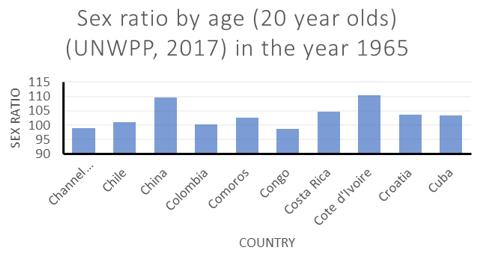 Sex ratio by age (20 year olds)
(UNWPP, 2017) in the year 1965
SEX RATIO
115
110
105
100
95
90
Channel...
Chile
China
Colombia
Comoros
Congo
Costa Rica
Cote d'Ivoire
Croatia
Cuba
COUNTRY